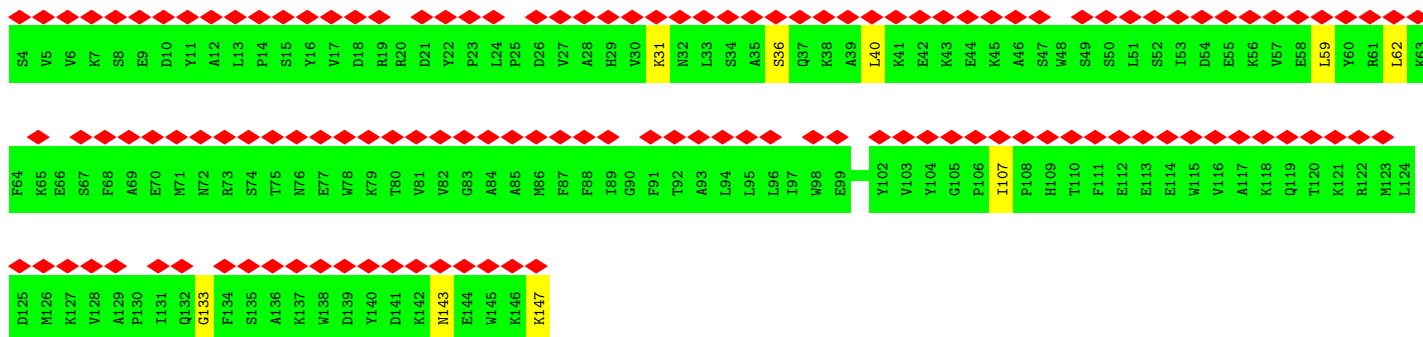 S4 V5 V6 K7 S8 E9 D10 Y11 A12 L13 P14 S15 Y16 V17 D18 R19 R20 D21 Y22 P23 L24 P25 D26 V27 A28 H29 V30 K31 N32 L33 S34 A35 S36 Q37 K38 A39 L40 K41 E42 K43 E44 K45 A46 S47 W48 S49 S50 L51 S52 I53 D54 E55 K56 V57 E58 L59 Y60 R61 L62 K63
F64 K65 E66 S67 F68 A69 E70 M71 N72 R73 S74 T75 N76 E77 W78 K79 T80 V81 V82 G83 A84 A85 M86 F87 F88 I89 G90 F91 T92 A93 L94 L95 L96 I97 W98 E99 Y102 V103 Y104 G105 P106 I107 P108 H109 T110 F111 E112 E113 E114 W115 V116 A117 K118 Q119 T120 K121 R122 M123 L124
D125 M126 K127 V128 A129 P130 I131 Q132 G133 F134 S135 A136 K137 W138 D139 Y140 D141 K142 N143 E144 W145 K146 K147